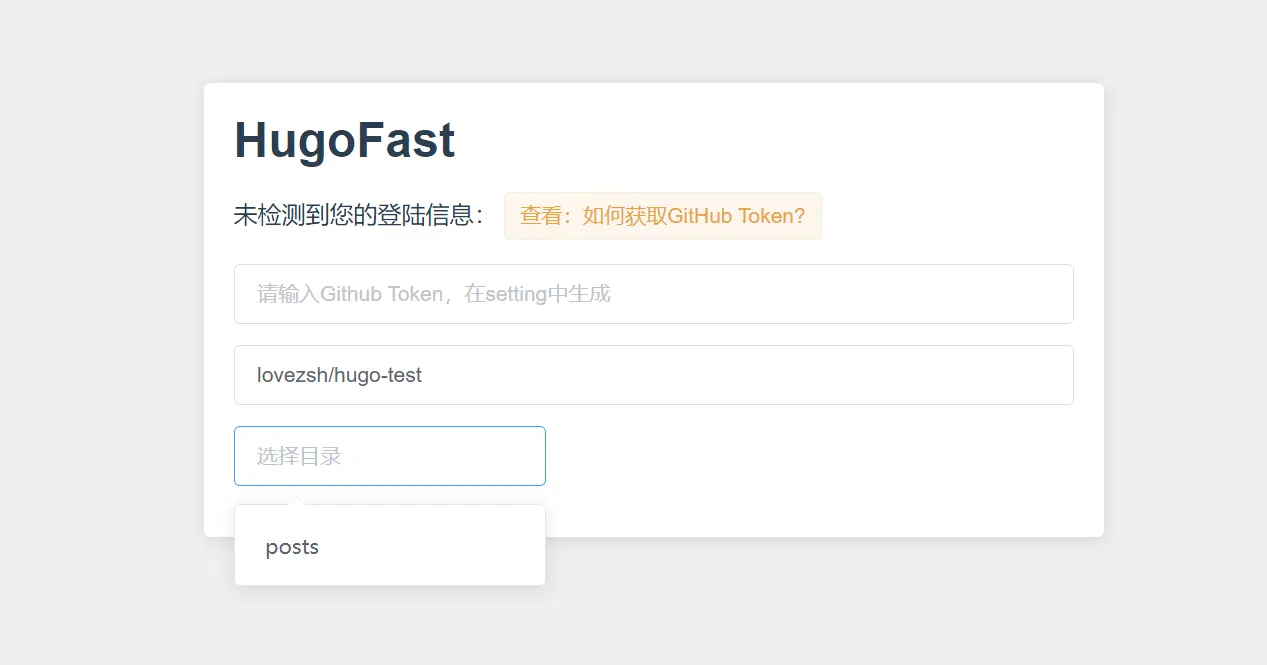 HugoFast
未检测到您的登陆信息： 查看：如何获取GitHub Token?
请输入Github Token，在setting中生成
lovezsh/hugo-test
选择目录
posts